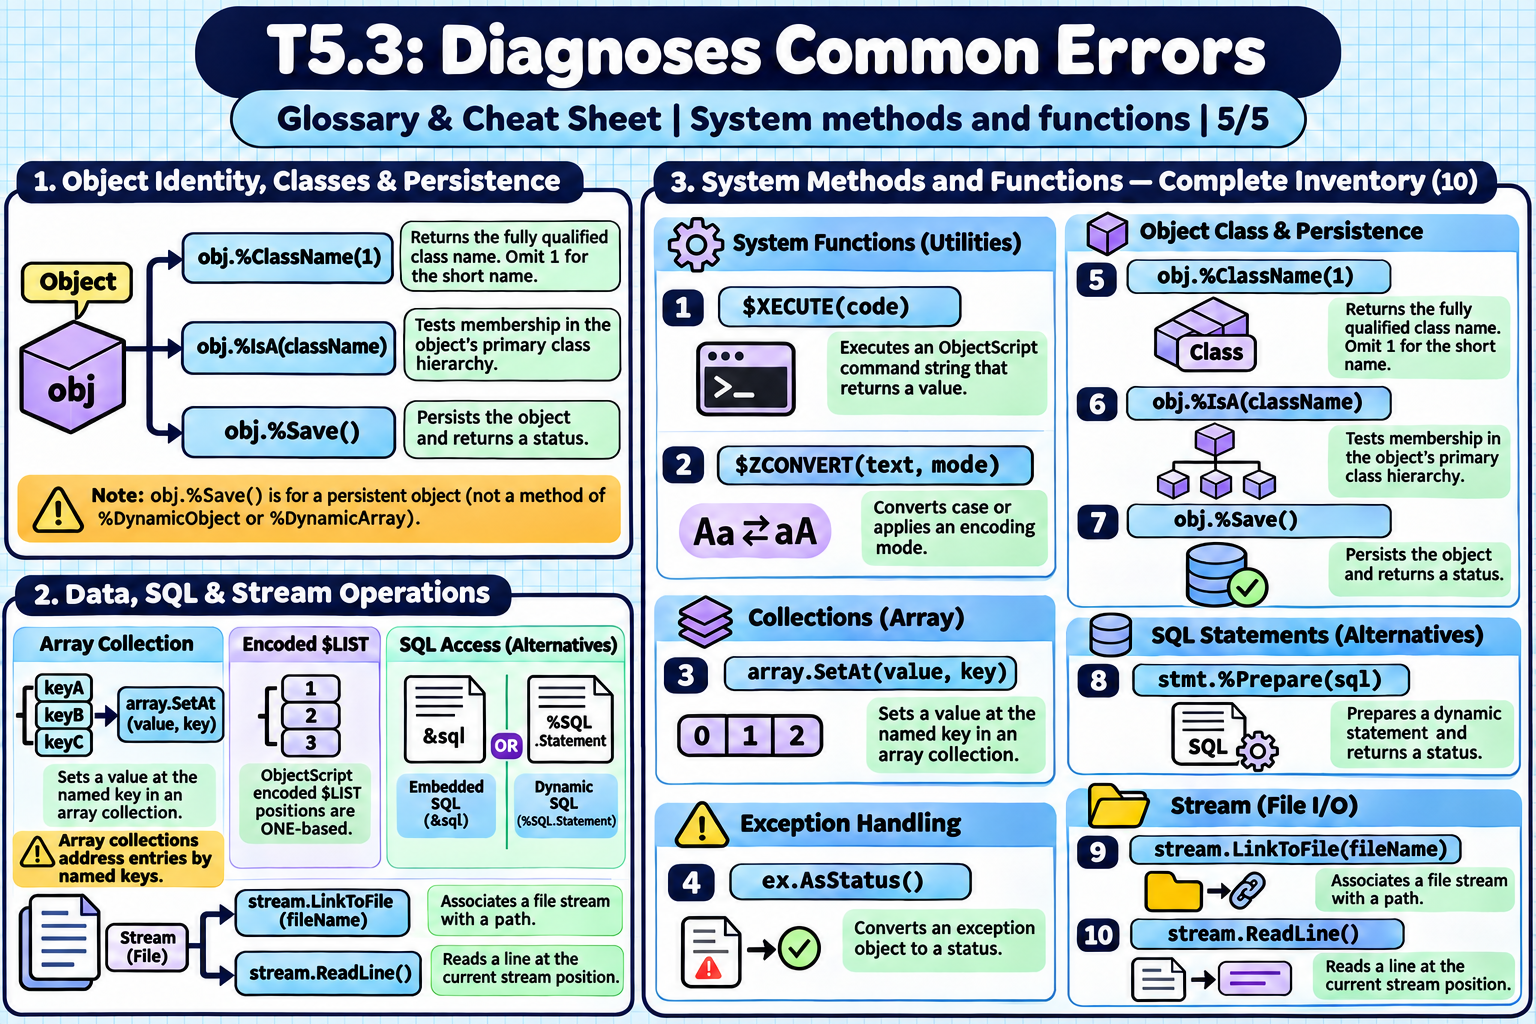 T5.3: Diagnoses Common Errors
Glossary & Cheat Sheet | System methods and functions | 5/5
1. Object Identity, Classes & Persistence
Object
obj
obj.%ClassName(1)
Returns the fully qualified
class name. Omit 1 for
the short name.
obj.%IsA(className)
Tests membership in the
object's primary class
hierarchy.
obj.%Save()
Persists the object
and returns a status.
Note: obj.%Save() is for a persistent object (not a method of
%DynamicObject or %DynamicArray).
2. Data, SQL & Stream Operations
Array Collection
keyA
keyB
keyC
array.SetAt
(value, key)
Sets a value at the
named key in an
array collection.
Array collections
address entries by
named keys.
Encoded $LIST
1
2
3
ObjectScript
encoded $LIST
positions are
ONE-based.
SQL Access (Alternatives)
&sql
OR
%SQL
.Statement
Embedded
SQL
(&sql)
Dynamic
SQL
(%SQL.Statement)
Stream
(File)
stream.LinkToFile
(fileName)
Associates a file stream
with a path.
stream.ReadLine()
Reads a line at the
current stream position.
3. System Methods and Functions — Complete Inventory (10)
System Functions (Utilities)
1
$XECUTE(code)
>_
Executes an ObjectScript
command string that
returns a value.
2
$ZCONVERT(text, mode)
Aa ⇄ aA
Converts case or
applies an encoding
mode.
Collections (Array)
3
array.SetAt(value, key)
0 1 2
Sets a value at the
named key in an
array collection.
Exception Handling
4
ex.AsStatus()
Converts an exception
object to a status.
Object Class & Persistence
5
obj.%ClassName(1)
Class
Returns the fully
qualified class name.
Omit 1 for the short
name.
6
obj.%IsA(className)
Tests membership in
the object's primary
class hierarchy.
7
obj.%Save()
Persists the object
and returns a status.
SQL Statements (Alternatives)
8
stmt.%Prepare(sql)
SQL
Prepares a dynamic
statement and
returns a status.
Stream (File I/O)
9
stream.LinkToFile(fileName)
Associates a file stream
with a path.
10
stream.ReadLine()
Reads a line at the
current stream position.